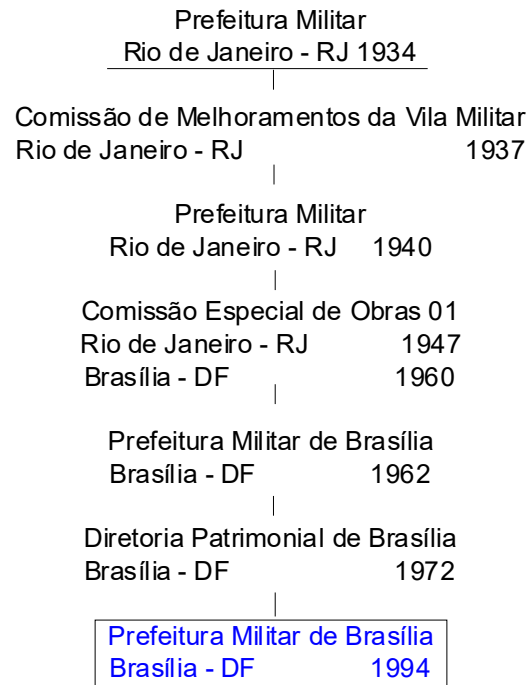 Prefeitura Militar
Rio de Janeiro - RJ 1934
Comissão de Melhoramentos da Vila Militar
Rio de Janeiro - RJ 1937
Prefeitura Militar
Rio de Janeiro - RJ 1940
Comissão Especial de Obras 01
Rio de Janeiro - RJ 1947
Brasília - DF 1960
Prefeitura Militar de Brasília
Brasília - DF 1962
Diretoria Patrimonial de Brasília
Brasília - DF 1972
Prefeitura Militar de Brasília
Brasília - DF 1994